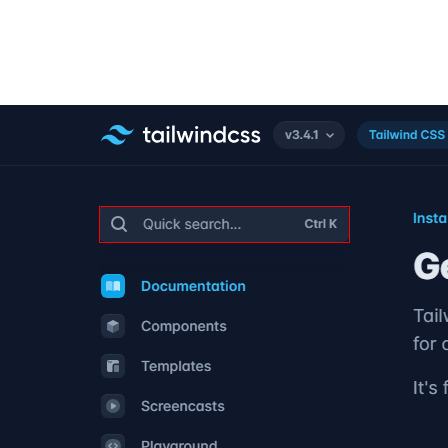 tailwindcss v3.4.1 Tailwind CSS
Quick search... Ctrl K
Insta
Documentation
Ge
Components
Tailw
Templates
for
Screencasts
It's f
Playground